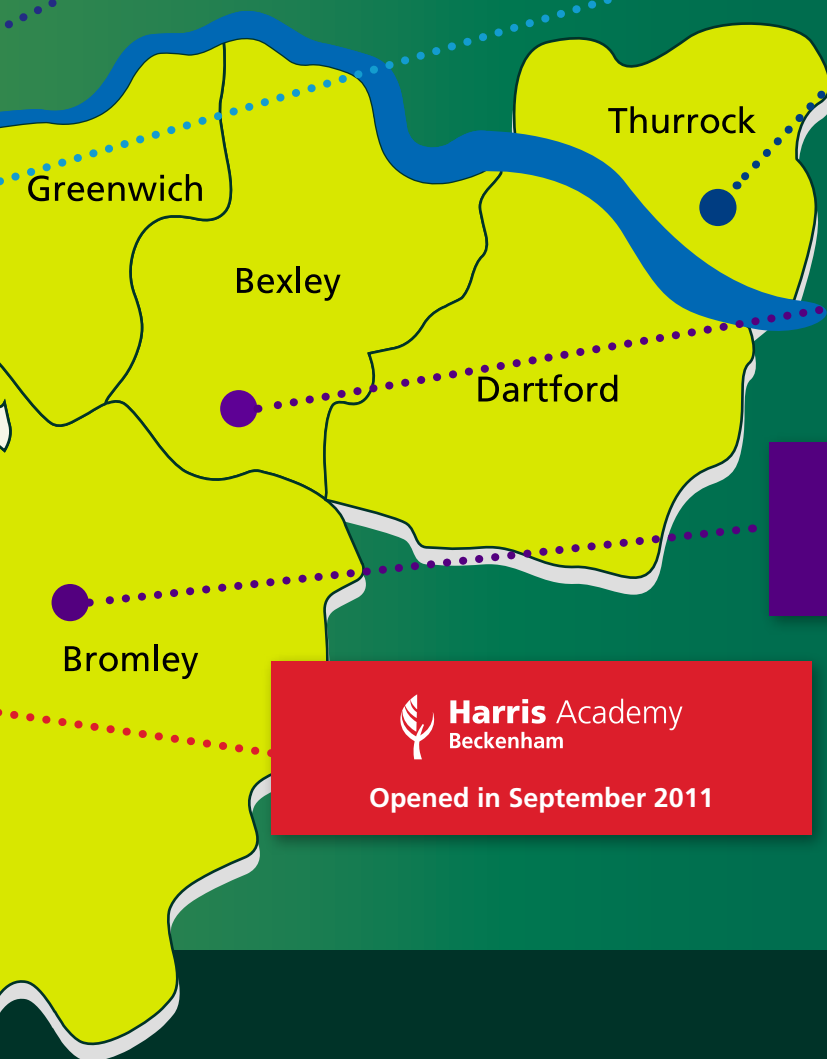 Thurrock
Greenwich
Bexley
Dartford
Bromley
Harris Academy
Beckenham
Opened in September 2011